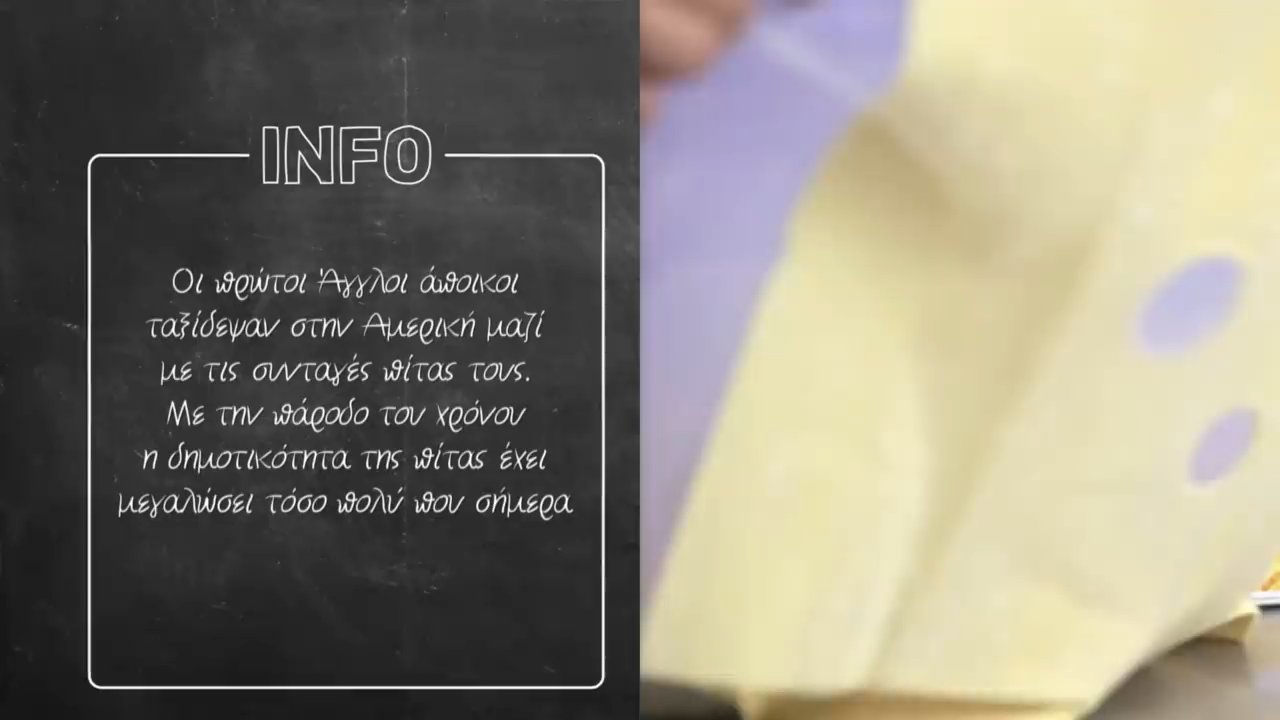 INFO
Οι πρώτοι Άγγλοι άποικοι
ταξίδεψαν στην Αμερική μαζί
με τις συνταγές πίτας τους.
Με την πάροδο του χρόνου
η δημοτικότητα της πίτας έχει
μεγαλώσει τόσο πολύ που σήμερα